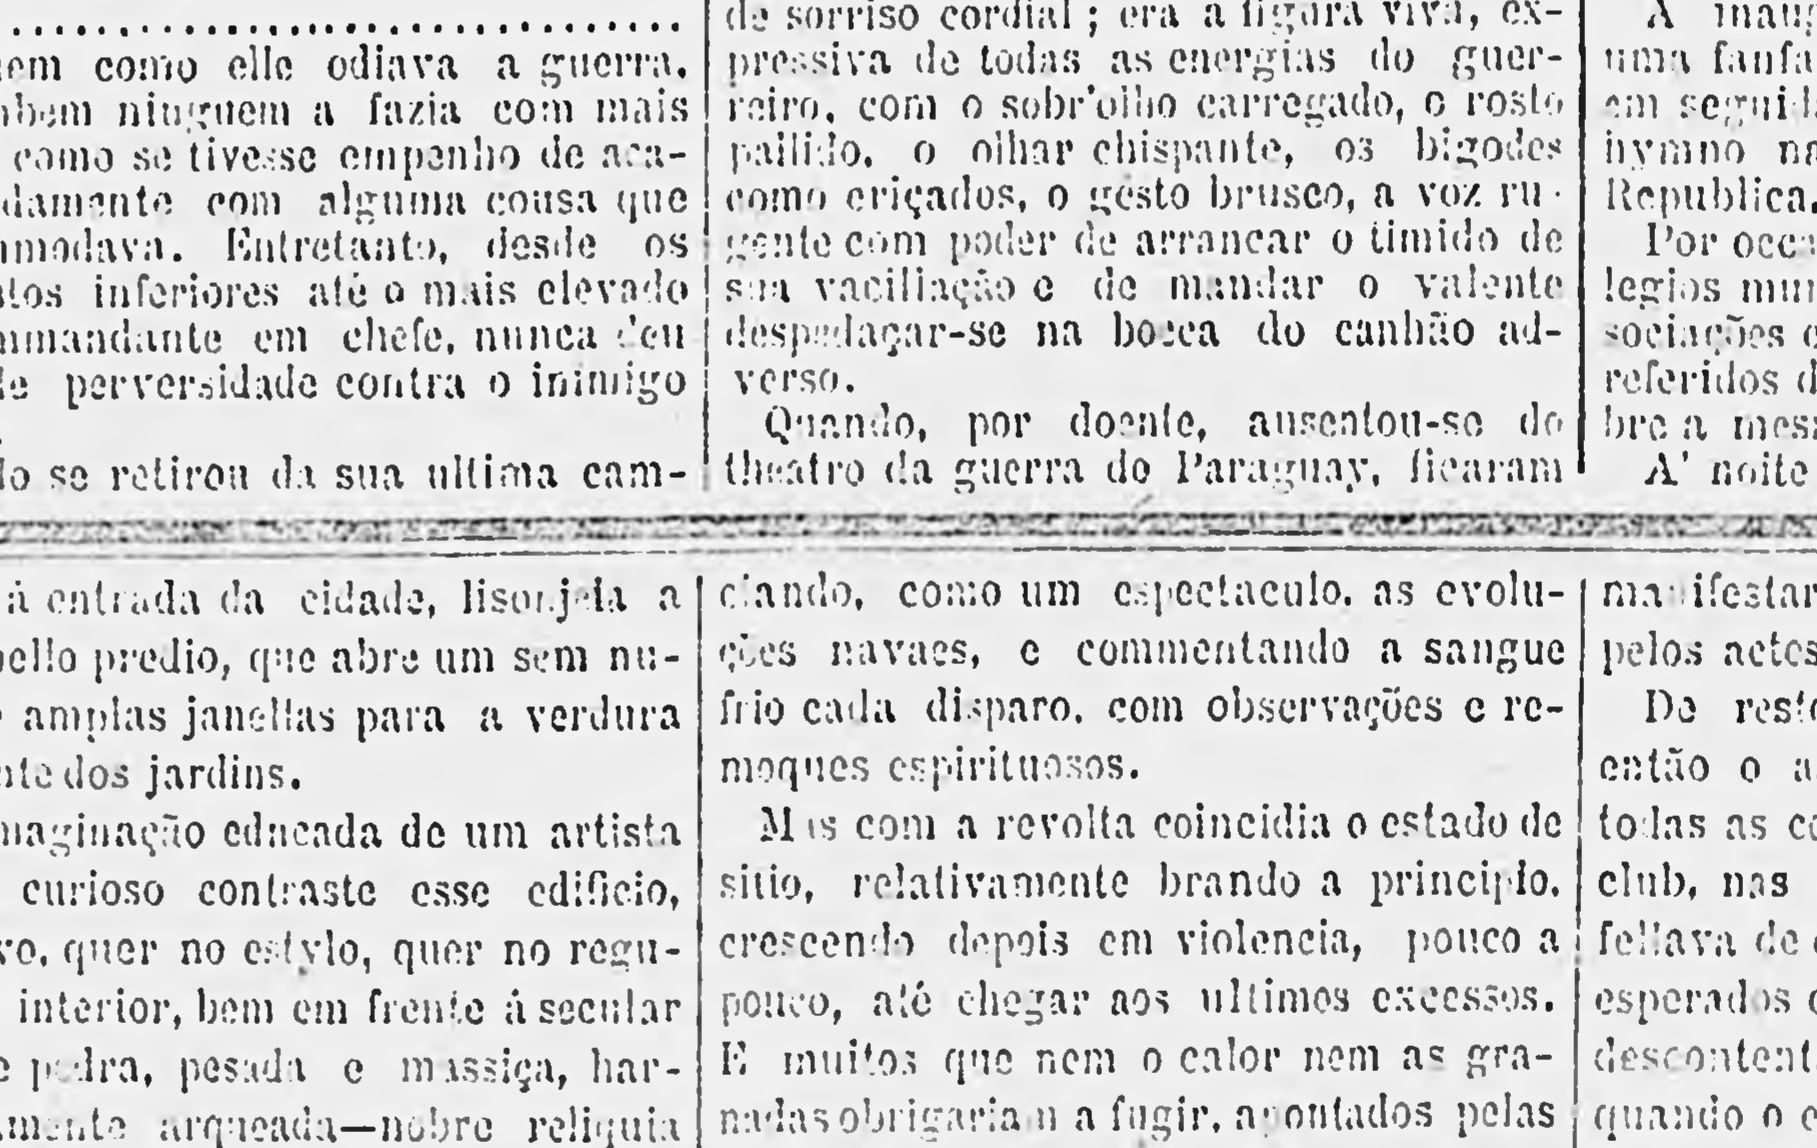 como elle odiava a guerra,
ninguem a fazia com mais
como se tivesse empenho de aca-
damente com alguma cousa que
mmodava. Entretanto, desde os
tos inferiores até o mais elevado
mmandante em chefe, nunca deu
de perversidade contra o inimigo
do se retirou da sua ultima cam-
de sorriso cordial ; era a figura viva, ex-
pressiva de todas as energias do guer-
reiro, com o sobr'olho carregado, o rosto
pallido, o olhar chispante, os bigodes
como eriçados, o gesto brusco, a voz ru-
gente com poder de arrancar o timido de
sua vacillação e de mandar o valente
despedaçar-se na bocca do canhão ad-
verso.
Quando, por doente, ausentou-se do
theatro da guerra do Paraguay, ficaram
A' inaug
uma fanfa
em seguida
hymno na
Republica.
Por occa
legios mun
sociações e
referidos d
bre a mes
A' noite
á entrada da cidade, lisonjeia a
bello predio, que abre um sem nu-
amplas janellas para a verdura
nte dos jardins.
maginação educada de um artista
curioso contraste esse edificio,
vo, quer no estylo, quer no regu-
interior, bem em frente á secular
e pedra, pesada e massiça, har-
amente arqueada—nobre reliquia
ciando, como um espectaculo, as evolu-
ções navaes, e commentando a sangue
frio cada disparo, com observações e re-
moques espirituosos.
Mas com a revolta coincidia o estado de
sitio, relativamente brando a principio,
crescendo depois em violencia, pouco a
pouco, até chegar aos ultimos excessos.
E muitos que nem o calor nem as gra-
nadas obrigariam a fugir, apontados pelas
manifestar
pelos actos
De resto
então o a
todas as co
club, nas
fellava de
esperados
descontent
quando o e